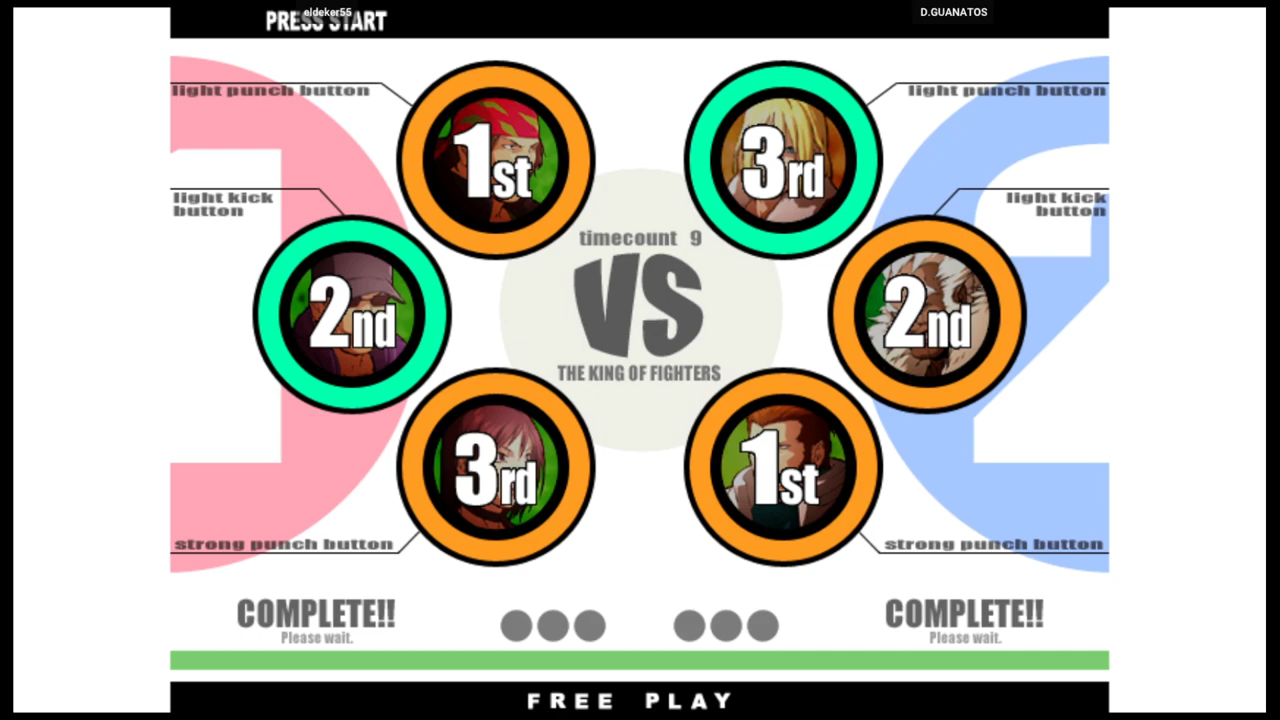 PRESS START
eldeker55
D.GUANATOS
light punch button
light punch button
1st
3rd
light kick
button
light kick
button
timecount 9
VS
THE KING OF FIGHTERS
2nd
2nd
3rd
1st
strong punch button
strong punch button
COMPLETE!!
Please wait.
COMPLETE!!
Please wait.
FREE PLAY